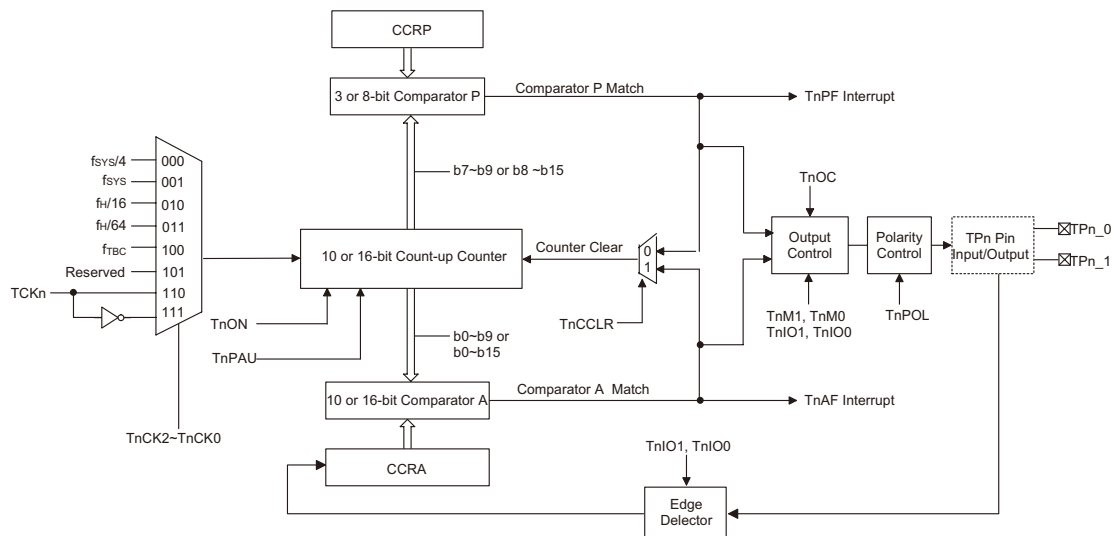 CCRP
3 or 8-bit Comparator P
Comparator P Match
TnPF Interrupt
b7~b9 or b8 ~b15
fSYS/4
000
fSYS
001
fH/16
010
fH/64
011
fTBC
100
Reserved
101
TCKn
110
111
TnCK2~TnCK0
10 or 16-bit Count-up Counter
Counter Clear
0
1
TnCCLR
TnON
TnPAU
b0~b9 or
b0~b15
TnOC
Output
Control
TnM1, TnM0
TnIO1, TnIO0
Polarity
Control
TnPOL
TPn Pin
Input/Output
TPn_0
TPn_1
10 or 16-bit Comparator A
Comparator A Match
TnAF Interrupt
CCRA
TnIO1, TnIO0
Edge
Delector